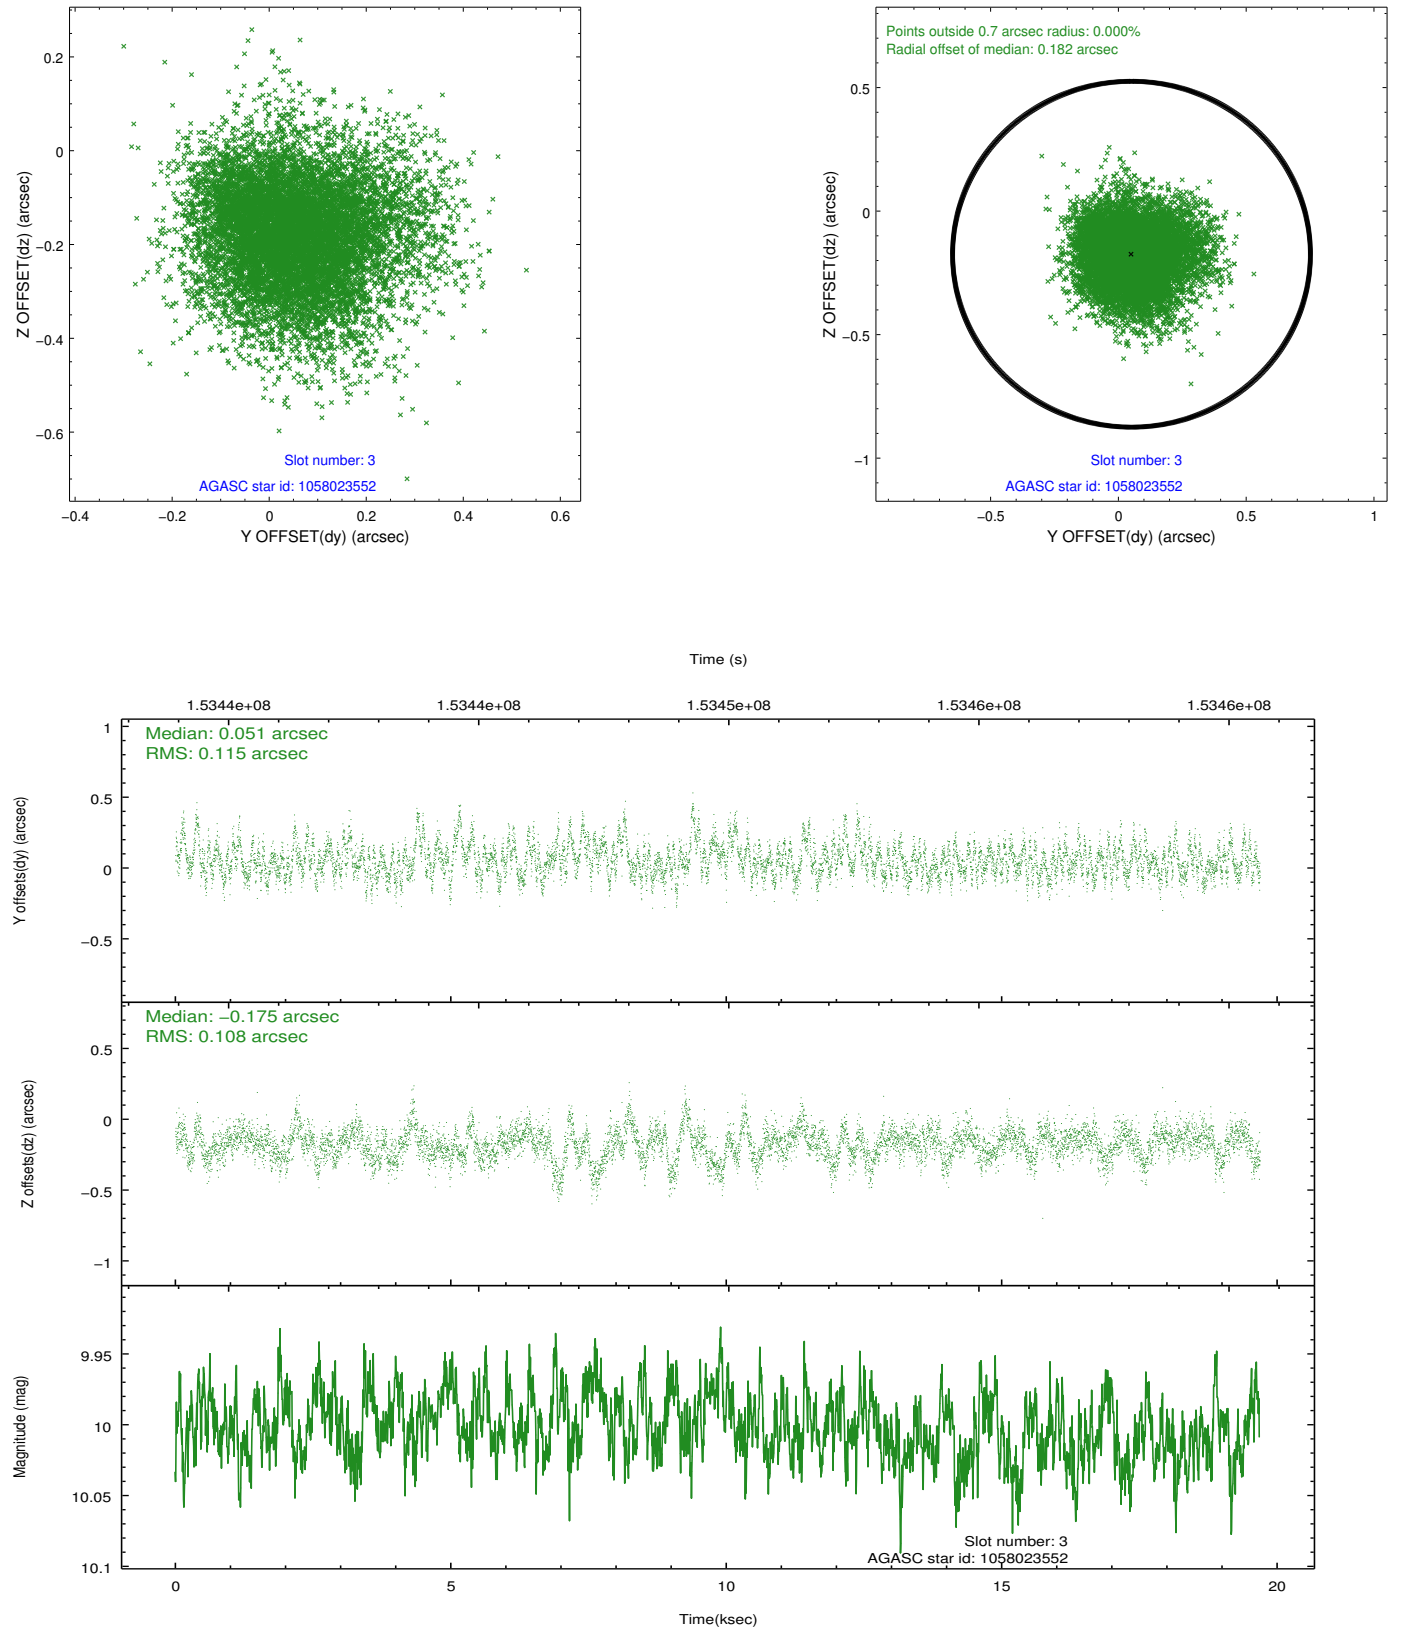 0.2
0
−0.2
−0.4
−0.6
Z OFFSET(dz) (arcsec)
Slot number: 3
AGASC star id: 1058023552
−0.4 −0.2 0 0.2 0.4 0.6
Y OFFSET(dy) (arcsec)
Points outside 0.7 arcsec radius: 0.000%
Radial offset of median: 0.182 arcsec
0.5
0
−0.5
−1
Z OFFSET(dz) (arcsec)
Slot number: 3
AGASC star id: 1058023552
−0.5 0 0.5 1
Y OFFSET(dy) (arcsec)
Time (s)
1.5344e+08 1.5344e+08 1.5345e+08 1.5346e+08 1.5346e+08
Median: 0.051 arcsec
RMS: 0.115 arcsec
1
0.5
0
−0.5
Y offsets(dy) (arcsec)
Median: −0.175 arcsec
RMS: 0.108 arcsec
0.5
0
−0.5
−1
Z offsets(dz) (arcsec)
9.95
10
10.05
10.1
Magnitude (mag)
Slot number: 3
AGASC star id: 1058023552
0 5 10 15 20
Time(ksec)